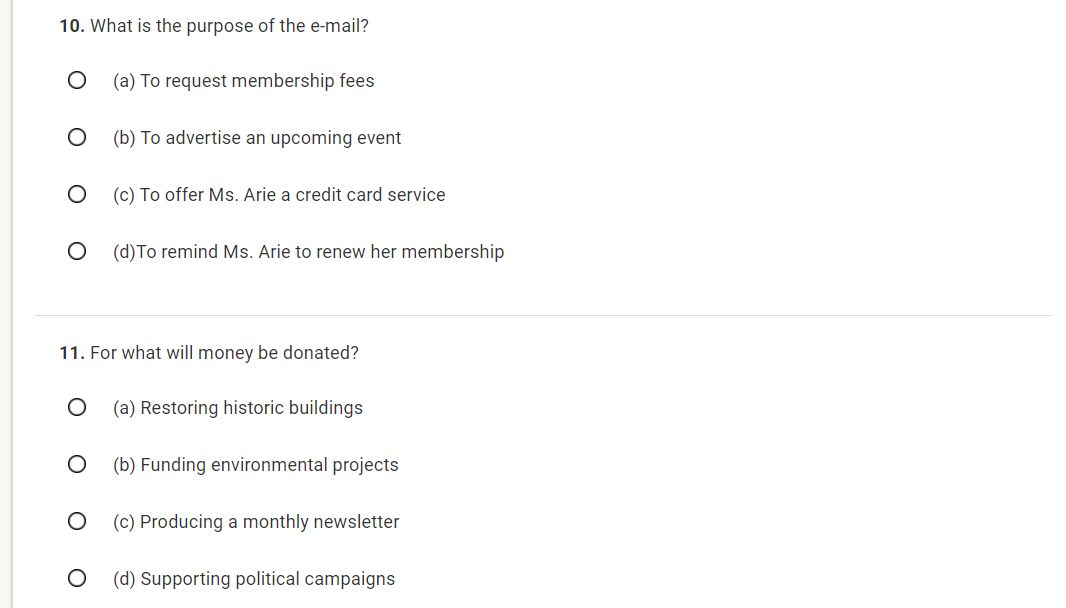 10. What is the purpose of the e-mail?
(a) To request membership fees
(b) To advertise an upcoming event
(c) To offer Ms. Arie a credit card service
(d)To remind Ms. Arie to renew her membership
11. For what will money be donated?
(a) Restoring historic buildings
(b) Funding environmental projects
(c) Producing a monthly newsletter
(d) Supporting political campaigns